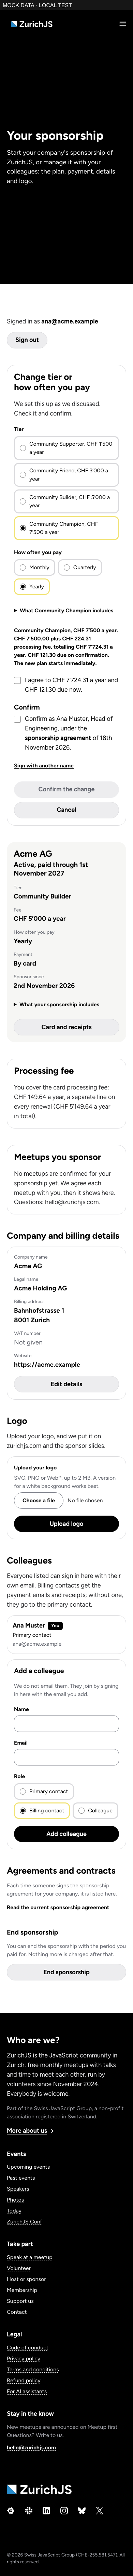 MOCK DATA · LOCAL TEST
ZurichJS
Your sponsorship
Start your company's sponsorship of
ZurichJS, or manage it with your
colleagues: the plan, payment, details
and logo.
Signed in as ana@acme.example
Sign out
Change tier or
how often you pay
We set this up as we discussed.
Check it and confirm.
Tier
Community Supporter, CHF 1'500
a year
Community Friend, CHF 3'000 a
year
Community Builder, CHF 5'000 a
year
Community Champion, CHF
7'500 a year
How often you pay
Monthly
Quarterly
Yearly
What Community Champion includes
Community Champion, CHF 7'500 a year.
CHF 7'500.00 plus CHF 224.31
processing fee, totalling CHF 7'724.31 a
year. CHF 121.30 due on confirmation.
The new plan starts immediately.
I agree to CHF 7'724.31 a year and
CHF 121.30 due now.
Confirm
Confirm as Ana Muster, Head of
Engineering, under the
sponsorship agreement of 18th
November 2026.
Sign with another name
Confirm the change
Cancel
Acme AG
Active, paid through 1st
November 2027
Tier
Community Builder
Fee
CHF 5'000 a year
How often you pay
Yearly
Payment
By card
Sponsor since
2nd November 2026
What your sponsorship includes
Card and receipts
Processing fee
You cover the card processing fee:
CHF 149.64 a year, a separate line on
every renewal (CHF 5'149.64 a year
in total).
Meetups you sponsor
No meetups are confirmed for your
sponsorship yet. We agree each
meetup with you, then it shows here.
Questions: hello@zurichjs.com.
Company and billing details
Company name
Acme AG
Legal name
Acme Holding AG
Billing address
Bahnhofstrasse 1
8001 Zurich
VAT number
Not given
Website
https://acme.example
Edit details
Logo
Upload your logo, and we put it on
zurichjs.com and the sponsor slides.
Upload your logo
SVG, PNG or WebP, up to 2 MB. A version
for a white background works best.
Choose a file
No file chosen
Upload logo
Colleagues
Everyone listed can sign in here with their
own email. Billing contacts get the
payment emails and receipts, without one,
they go to the primary contact.
Ana Muster You
Primary contact
ana@acme.example
Add a colleague
We do not email them. They join by signing
in here with the email you add.
Name
Email
Role
Primary contact
Billing contact
Colleague
Add colleague
Agreements and contracts
Each time someone signs the sponsorship
agreement for your company, it is listed here.
Read the current sponsorship agreement
End sponsorship
You can end the sponsorship with the period you
paid for. Nothing more is charged after that.
End sponsorship
Who are we?
ZurichJS is the JavaScript community in
Zurich: free monthly meetups with talks
and time to meet each other, run by
volunteers since November 2024.
Everybody is welcome.
Part of the Swiss JavaScript Group, a non-profit
association registered in Switzerland.
More about us
Events
Upcoming events
Past events
Speakers
Photos
Today
ZurichJS Conf
Take part
Speak at a meetup
Volunteer
Host or sponsor
Membership
Support us
Contact
Legal
Code of conduct
Privacy policy
Terms and conditions
Refund policy
For AI assistants
Stay in the know
New meetups are announced on Meetup first.
Questions? Write to us.
hello@zurichjs.com
ZurichJS
© 2026 Swiss JavaScript Group (CHE-255.581.547). All
rights reserved.